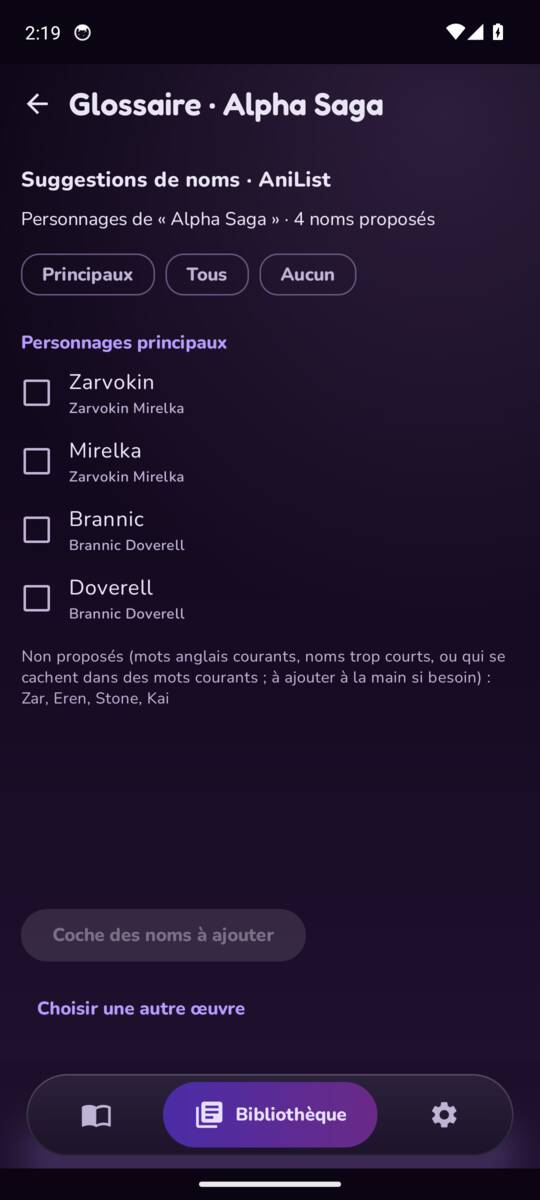 2:19
Glossaire · Alpha Saga
Suggestions de noms · AniList
Personnages de « Alpha Saga » · 4 noms proposés
Principaux
Tous
Aucun
Personnages principaux
Zarvokin
Zarvokin Mirelka
Mirelka
Zarvokin Mirelka
Brannic
Brannic Doverell
Doverell
Brannic Doverell
Non proposés (mots anglais courants, noms trop courts, ou qui se
cachent dans des mots courants ; à ajouter à la main si besoin) :
Zar, Eren, Stone, Kai
Coche des noms à ajouter
Choisir une autre œuvre
Bibliothèque